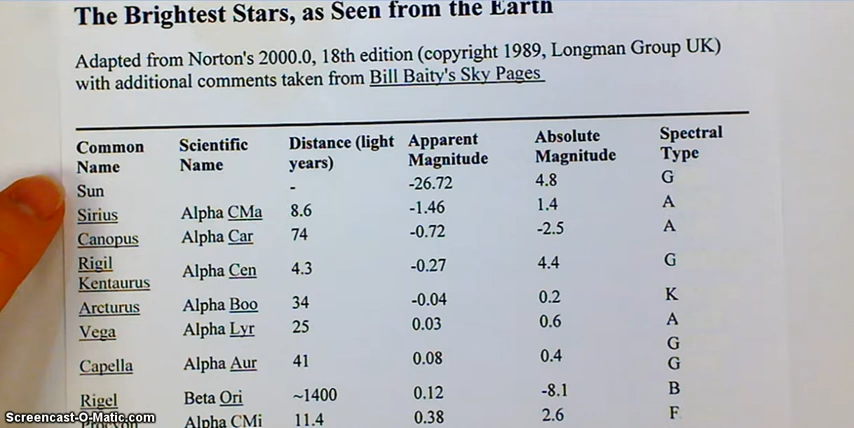 The Brightest Stars, as Seen from the Earth
Adapted from Norton's 2000.0, 18th edition (copyright 1989, Longman Group UK)
with additional comments taken from Bill Baity's Sky Pages
Common Name Scientific Name Distance (light years) Apparent Magnitude Absolute Magnitude Spectral Type
Sun - -26.72 4.8 G
Sirius Alpha CMa 8.6 -1.46 1.4 A
Canopus Alpha Car 74 -0.72 -2.5 A
Rigil Kentaurus Alpha Cen 4.3 -0.27 4.4 G
Arcturus Alpha Boo 34 -0.04 0.2 K
Vega Alpha Lyr 25 0.03 0.6 A
Capella Alpha Aur 41 0.08 0.4 G G
Rigel Beta Ori ~1400 0.12 -8.1 B
Procyon Alpha CMi 11.4 0.38 2.6 F
Screencast-O-Matic.com